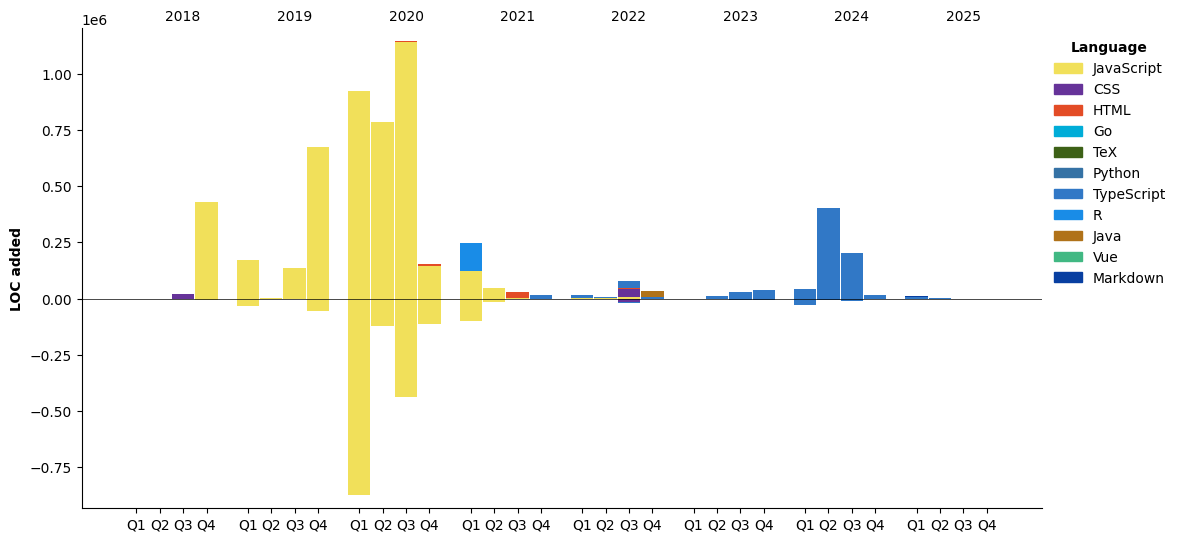 1e6
2018 2019 2020 2021 2022 2023 2024 2025
Language
JavaScript
CSS
HTML
Go
TeX
Python
TypeScript
R
Java
Vue
Markdown
LOC added
1.00
0.75
0.50
0.25
0.00
−0.25
−0.50
−0.75
Q1 Q2 Q3 Q4 Q1 Q2 Q3 Q4 Q1 Q2 Q3 Q4 Q1 Q2 Q3 Q4 Q1 Q2 Q3 Q4 Q1 Q2 Q3 Q4 Q1 Q2 Q3 Q4 Q1 Q2 Q3 Q4